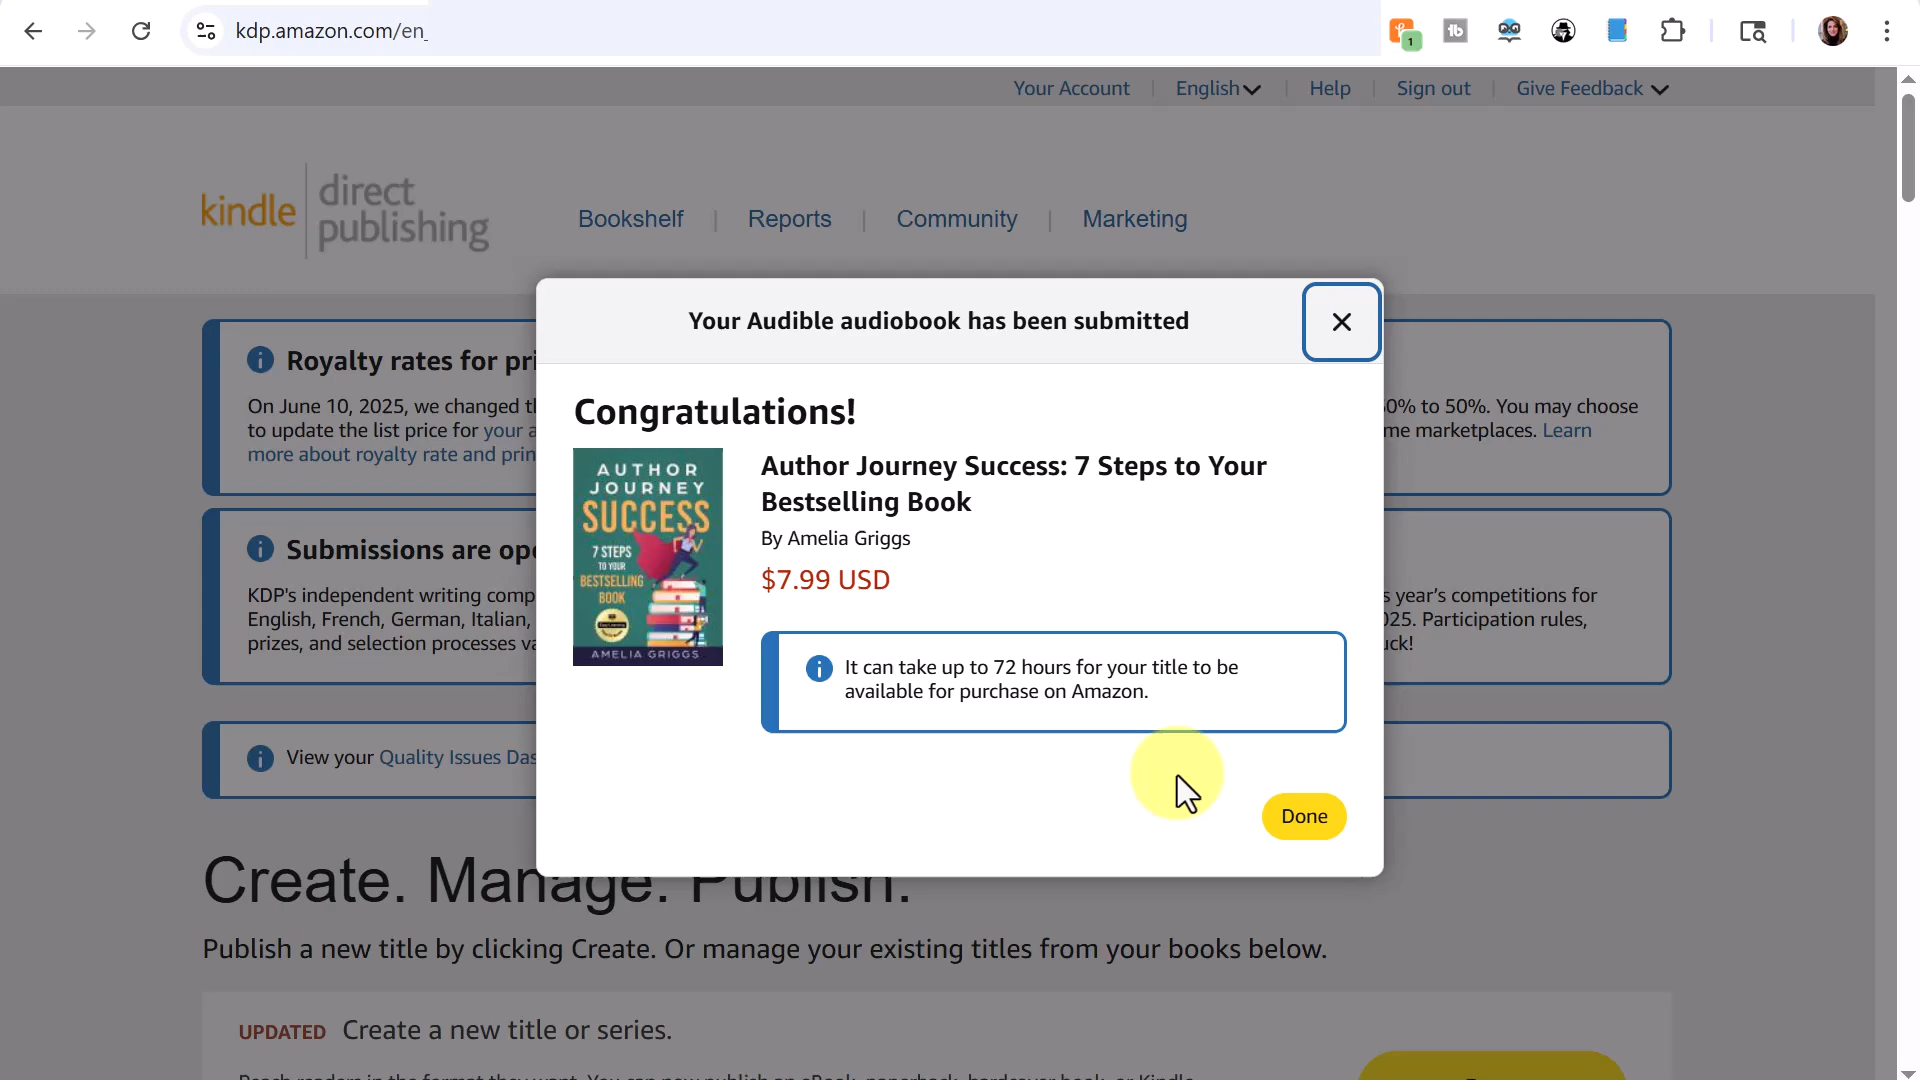 kdp.amazon.com/en_
1
tb
Your Account | English | Help | Sign out | Give Feedback
kindle direct publishing
Bookshelf | Reports | Community | Marketing
Your Audible audiobook has been submitted
Royalty rates for pri
On June 10, 2025, we changed t
to update the list price for your a
more about royalty rate and prin
0% to 50%. You may choose
me marketplaces. Learn
Congratulations!
AUTHOR
JOURNEY
SUCCESS
7 STEPS
TO YOUR
BESTSELLING
BOOK
AMELIA GRIGGS
Author Journey Success: 7 Steps to Your
Bestselling Book
By Amelia Griggs
$7.99 USD
It can take up to 72 hours for your title to be
available for purchase on Amazon.
Done
Submissions are op
KDP's independent writing comp
English, French, German, Italian,
prizes, and selection processes va
s year's competitions for
025. Participation rules,
uck!
View your Quality Issues Das
Create. Manage. Publish.
Publish a new title by clicking Create. Or manage your existing titles from your books below.
UPDATED Create a new title or series.